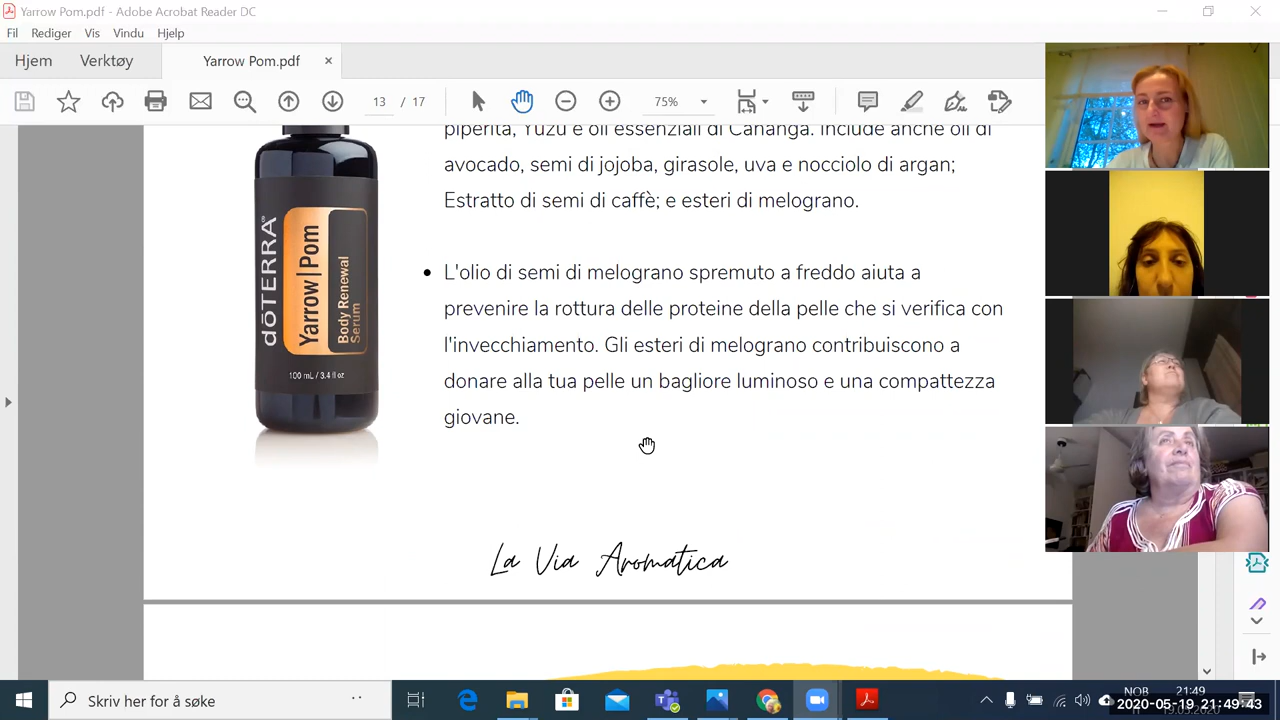 Yarrow Pom.pdf - Adobe Acrobat Reader DC
Fil Rediger Vis Vindu Hjelp
Hjem Verktøy Yarrow Pom.pdf ×
13 / 17 75%
piperita, Yuzu e oli essenziali di Cananga. Include anche oli di
avocado, semi di jojoba, girasole, uva e nocciolo di argan;
Estratto di semi di caffè; e esteri di melograno.
• L'olio di semi di melograno spremuto a freddo aiuta a
prevenire la rottura delle proteine della pelle che si verifica con
l'invecchiamento. Gli esteri di melograno contribuiscono a
donare alla tua pelle un bagliore luminoso e una compattezza
giovane.
dōTERRA®
Yarrow|Pom
Body Renewal
Serum
100 mL / 3.4 fl oz
La Via Aromatica
Skriv her for å søke
NOB 21:49
2020-05-19 21:49:43